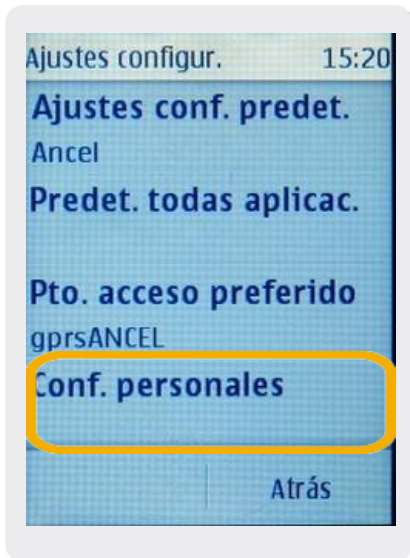 Ajustes configur. 15:20
Ajustes conf. predet.
Ancel
Predet. todas aplicac.
Pto. acceso preferido
gprsANCEL
Conf. personales
Atrás